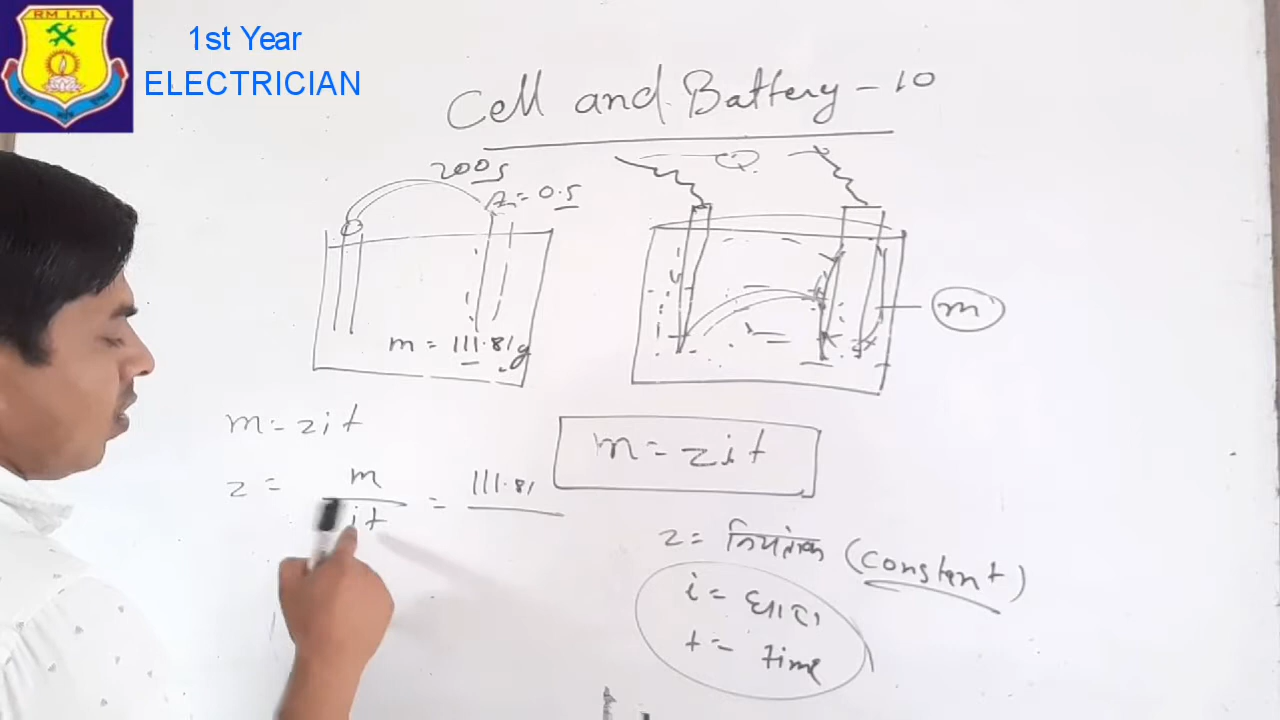 RM I.T.I
1st Year
ELECTRICIAN
Cell and Battery - 10
200s
= 0.5
Q
m = 111.81g
m
m = zit
z = m / it = 111.81
m = zit
z = नियतांक (constant)
i = धारा
t = time